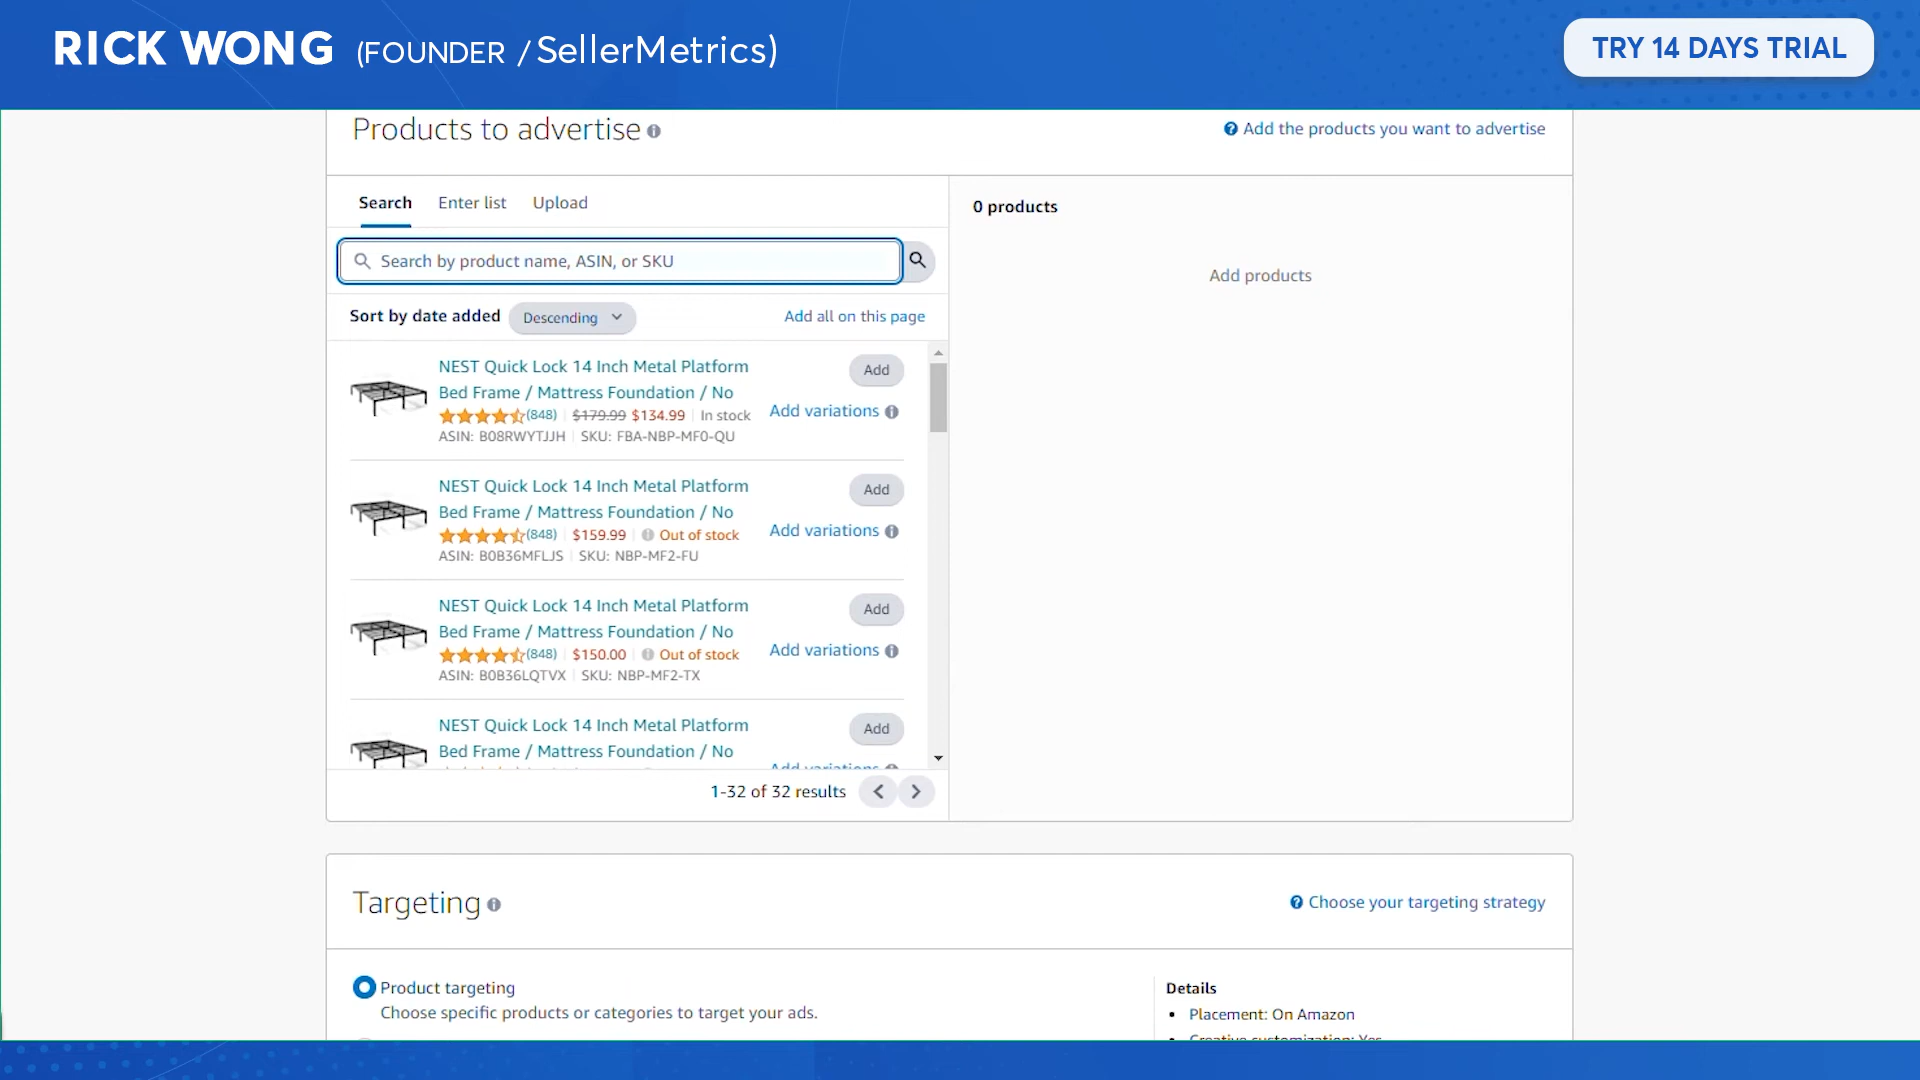 RICK WONG (FOUNDER / SellerMetrics)
TRY 14 DAYS TRIAL
Products to advertise
Add the products you want to advertise
Search Enter list Upload
0 products
Search by product name, ASIN, or SKU
Add products
Sort by date added Descending Add all on this page
NEST Quick Lock 14 Inch Metal Platform
Bed Frame / Mattress Foundation / No
(848) $179.99 $134.99 In stock
ASIN: B08RWYTJJH SKU: FBA-NBP-MF0-QU
Add
Add variations
NEST Quick Lock 14 Inch Metal Platform
Bed Frame / Mattress Foundation / No
(848) $159.99 Out of stock
ASIN: B0B36MFLJS SKU: NBP-MF2-FU
Add
Add variations
NEST Quick Lock 14 Inch Metal Platform
Bed Frame / Mattress Foundation / No
(848) $150.00 Out of stock
ASIN: B0B36LQTVX SKU: NBP-MF2-TX
Add
Add variations
NEST Quick Lock 14 Inch Metal Platform
Bed Frame / Mattress Foundation / No
Add
Add variations
1-32 of 32 results
Targeting
Choose your targeting strategy
Product targeting
Choose specific products or categories to target your ads.
Details
• Placement: On Amazon
• Creative customization: Yes